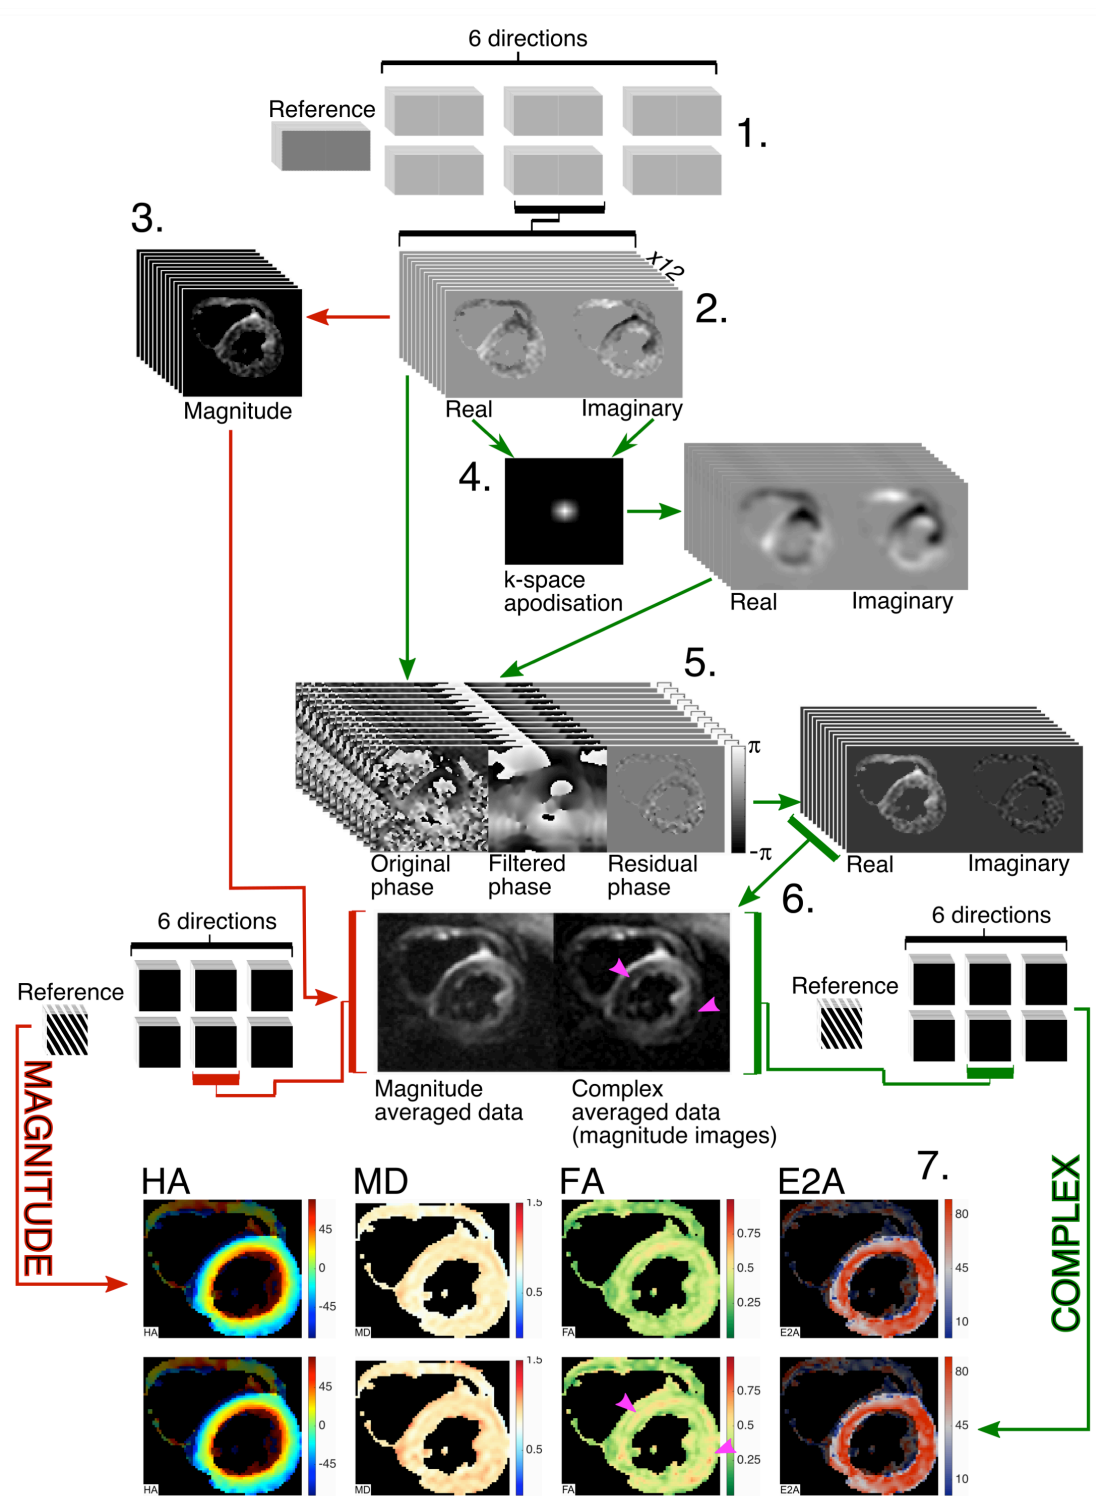 6 directions
Reference
1.
3.
x12
2.
Magnitude
Real
Imaginary
4.
k-space
apodisation
Real
Imaginary
5.
π
-π
Original
phase
Filtered
phase
Residual
phase
Real
Imaginary
6.
6 directions
Reference
6 directions
Reference
Magnitude
averaged data
Complex
averaged data
(magnitude images)
MAGNITUDE
COMPLEX
7.
HA
MD
FA
E2A
45
0
-45
HA
1.5
0.5
MD
0.75
0.5
0.25
FA
80
45
10
E2A
45
0
-45
HA
1.5
0.5
MD
0.75
0.5
0.25
FA
80
45
10
E2A